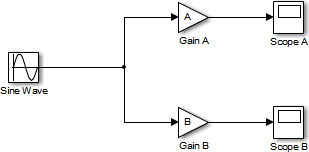 A
Gain A
Scope A
Sine Wave
B
Gain B
Scope B